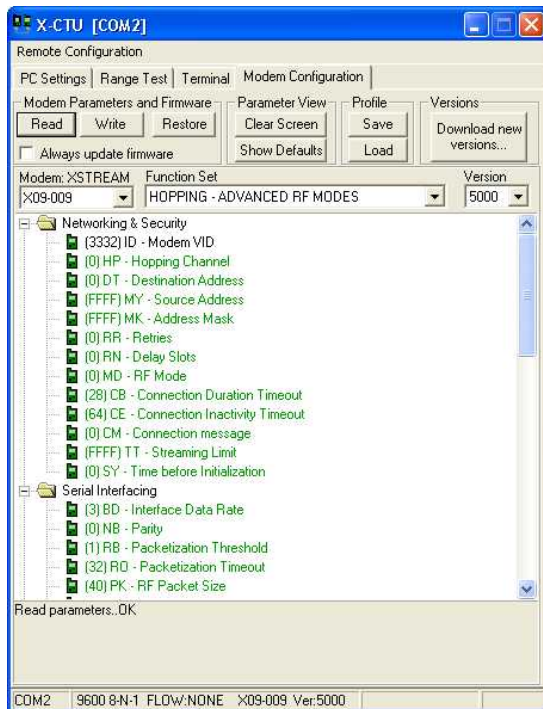 X-CTU [COM2]
Remote Configuration
PC Settings Range Test Terminal Modem Configuration
Modem Parameters and Firmware Parameter View Profile Versions
Read Write Restore Clear Screen Save Download new versions...
Always update firmware Show Defaults Load
Modem: XSTREAM Function Set Version
X09-009 HOPPING - ADVANCED RF MODES 5000
Networking & Security
(3332) ID - Modem VID
(0) HP - Hopping Channel
(0) DT - Destination Address
(FFFF) MY - Source Address
(FFFF) MK - Address Mask
(0) RR - Retries
(0) RN - Delay Slots
(0) MD - RF Mode
(28) CB - Connection Duration Timeout
(64) CE - Connection Inactivity Timeout
(0) CM - Connection message
(FFFF) TT - Streaming Limit
(0) SY - Time before Initialization
Serial Interfacing
(3) BD - Interface Data Rate
(0) NB - Parity
(1) RB - Packetization Threshold
(32) RO - Packetization Timeout
(40) PK - RF Packet Size
Read parameters..OK
COM2 9600 8-N-1 FLOW:NONE X09-009 Ver:5000